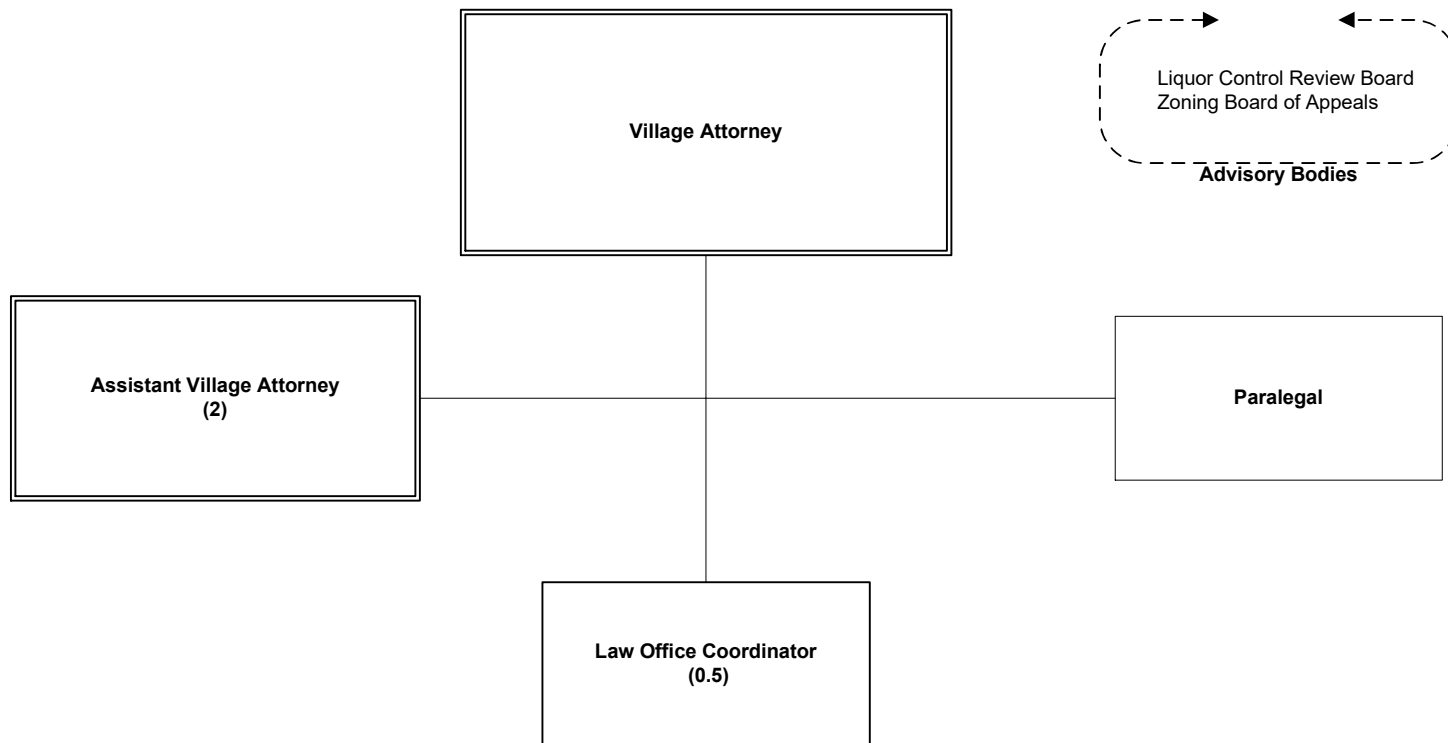 Village Attorney
Liquor Control Review Board
Zoning Board of Appeals
Advisory Bodies
Assistant Village Attorney
(2)
Paralegal
Law Office Coordinator
(0.5)